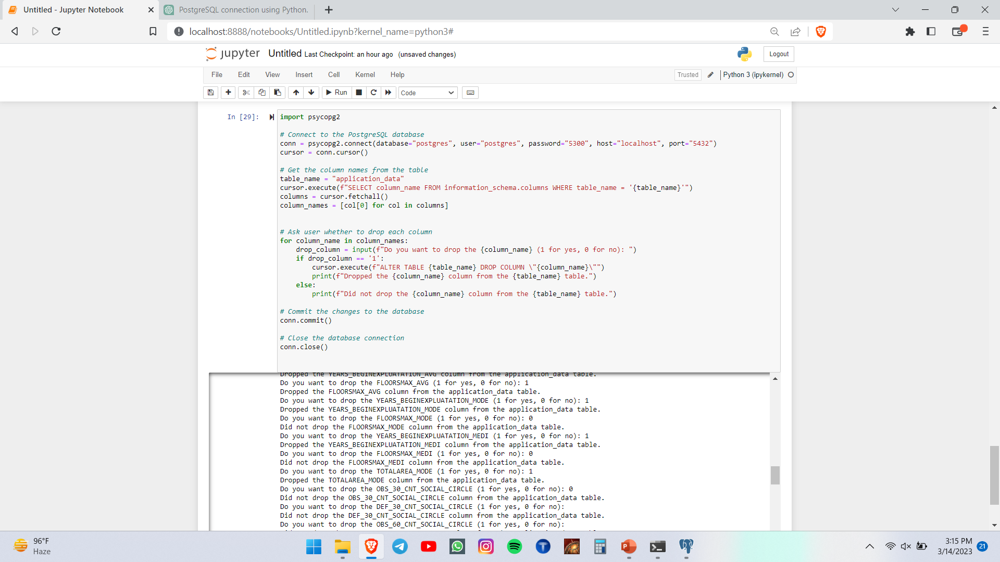 Untitled - Jupyter Notebook
PostgreSQL connection using Python.
localhost:8888/notebooks/Untitled.ipynb?kernel_name=python3#
jupyter Untitled Last Checkpoint: an hour ago (unsaved changes)
Logout
File Edit View Insert Cell Kernel Help
Trusted Python 3 (ipykernel)
Run Code
In [29]:
import psycopg2
# Connect to the PostgreSQL database
conn = psycopg2.connect(database="postgres", user="postgres", password="5300", host="localhost", port="5432")
cursor = conn.cursor()
# Get the column names from the table
table_name = "application_data"
cursor.execute(f"SELECT column_name FROM information_schema.columns WHERE table_name = '{table_name}'")
columns = cursor.fetchall()
column_names = [col[0] for col in columns]
# Ask user whether to drop each column
for column_name in column_names:
    drop_column = input(f"Do you want to drop the {column_name} (1 for yes, 0 for no): ")
    if drop_column == '1':
        cursor.execute(f"ALTER TABLE {table_name} DROP COLUMN \"{column_name}\"")
        print(f"Dropped the {column_name} column from the {table_name} table.")
    else:
        print(f"Did not drop the {column_name} column from the {table_name} table.")
# Commit the changes to the database
conn.commit()
# Close the database connection
conn.close()
Dropped the YEARS_BEGINEXPLUATATION_AVG column from the application_data table.
Do you want to drop the FLOORSMAX_AVG (1 for yes, 0 for no): 1
Dropped the FLOORSMAX_AVG column from the application_data table.
Do you want to drop the YEARS_BEGINEXPLUATATION_MODE (1 for yes, 0 for no): 1
Dropped the YEARS_BEGINEXPLUATATION_MODE column from the application_data table.
Do you want to drop the FLOORSMAX_MODE (1 for yes, 0 for no): 0
Did not drop the FLOORSMAX_MODE column from the application_data table.
Do you want to drop the YEARS_BEGINEXPLUATATION_MEDI (1 for yes, 0 for no): 1
Dropped the YEARS_BEGINEXPLUATATION_MEDI column from the application_data table.
Do you want to drop the FLOORSMAX_MEDI (1 for yes, 0 for no): 0
Did not drop the FLOORSMAX_MEDI column from the application_data table.
Do you want to drop the TOTALAREA_MODE (1 for yes, 0 for no): 1
Dropped the TOTALAREA_MODE column from the application_data table.
Do you want to drop the OBS_30_CNT_SOCIAL_CIRCLE (1 for yes, 0 for no): 0
Did not drop the OBS_30_CNT_SOCIAL_CIRCLE column from the application_data table.
Do you want to drop the DEF_30_CNT_SOCIAL_CIRCLE (1 for yes, 0 for no):
Did not drop the DEF_30_CNT_SOCIAL_CIRCLE column from the application_data table.
Do you want to drop the OBS_60_CNT_SOCIAL_CIRCLE (1 for yes, 0 for no):
96°F
Haze
3:15 PM
3/14/2023
21